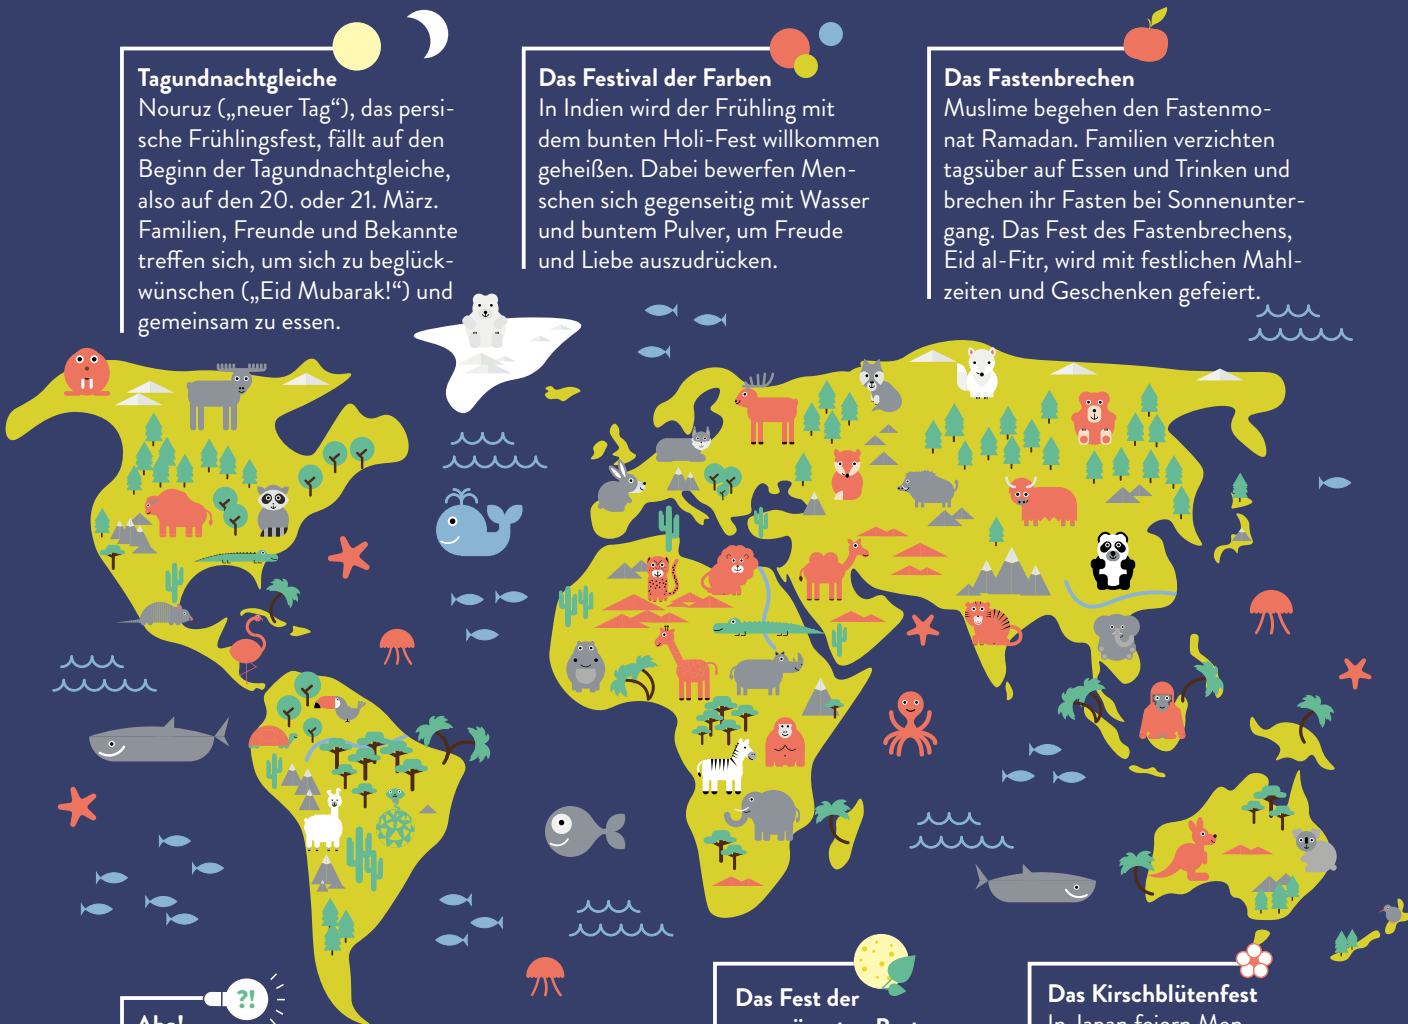 Tagundnachtgleiche
Nouruz („neuer Tag“), das persi-
sche Frühlingsfest, fällt auf den
Beginn der Tagundnachtgleiche,
also auf den 20. oder 21. März.
Familien, Freunde und Bekannte
treffen sich, um sich zu beglück-
wünschen („Eid Mubarak!“) und
gemeinsam zu essen.
Das Festival der Farben
In Indien wird der Frühling mit
dem bunten Holi-Fest willkommen
geheißen. Dabei bewerfen Men-
schen sich gegenseitig mit Wasser
und buntem Pulver, um Freude
und Liebe auszudrücken.
Das Fastenbrechen
Muslime begehen den Fastenmo-
nat Ramadan. Familien verzichten
tagsüber auf Essen und Trinken und
brechen ihr Fasten bei Sonnenunter-
gang. Das Fest des Fastenbrechens,
Eid al-Fitr, wird mit festlichen Mahl-
zeiten und Geschenken gefeiert.
?!
Aha!
Das Fest der
Das Kirschblütenfest
In Japan feiern Men-